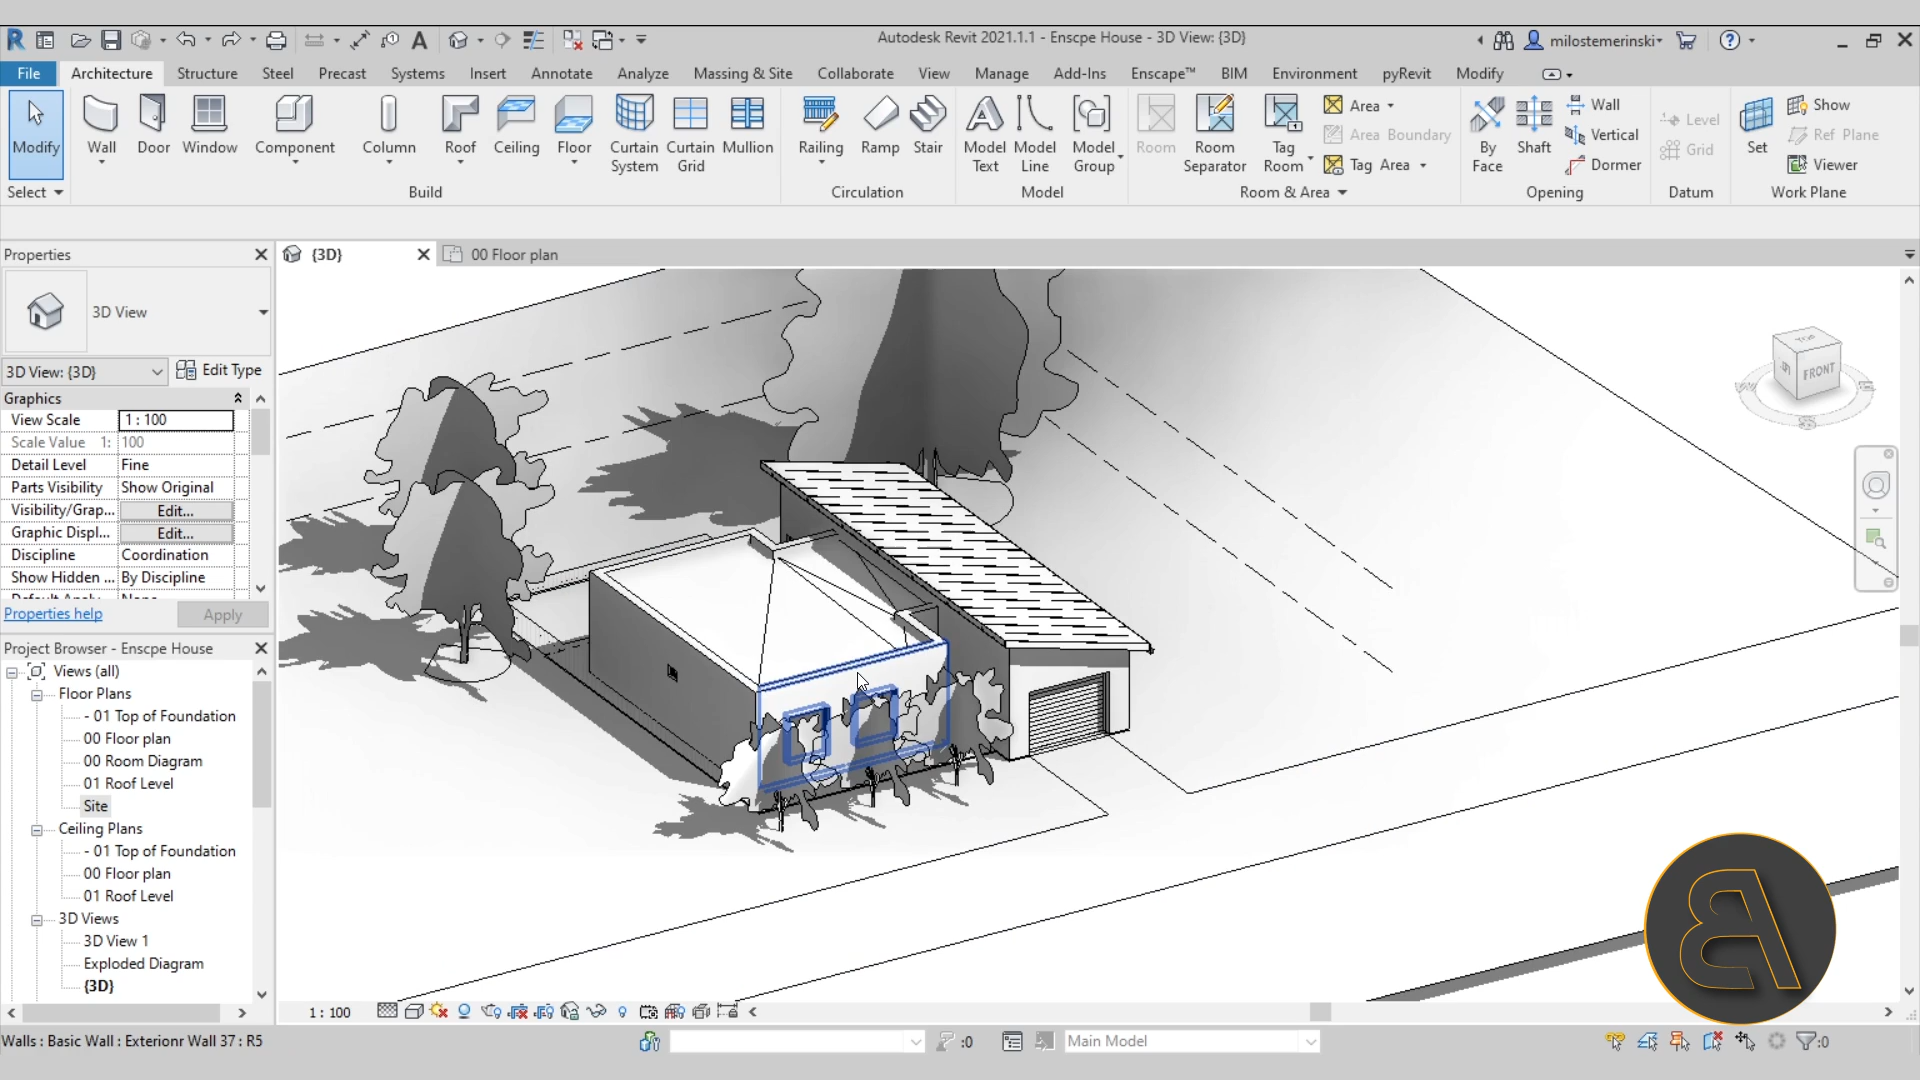 Autodesk Revit 2021.1.1 - Enscpe House - 3D View: {3D}
milostemerinski
File Architecture Structure Steel Precast Systems Insert Annotate Analyze Massing & Site Collaborate View Manage Add-Ins Enscape™ BIM Environment pyRevit Modify
Modify Wall Door Window Component Column Roof Ceiling Floor Curtain System Curtain Grid Mullion Railing Ramp Stair Model Text Model Line Model Group Room Room Separator Tag Room
Area
Area Boundary
Tag Area
By Face Shaft
Wall
Vertical
Dormer
Level
Grid
Set
Show
Ref Plane
Viewer
Select Build Circulation Model Room & Area Opening Datum Work Plane
Properties
{3D} 00 Floor plan
3D View
3D View: {3D} Edit Type
Graphics
View Scale 1 : 100
Scale Value 1: 100
Detail Level Fine
Parts Visibility Show Original
Visibility/Grap... Edit...
Graphic Displ... Edit...
Discipline Coordination
Show Hidden ... By Discipline
Properties help Apply
Project Browser - Enscpe House
Views (all)
Floor Plans
- 01 Top of Foundation
00 Floor plan
00 Room Diagram
01 Roof Level
Site
Ceiling Plans
- 01 Top of Foundation
00 Floor plan
01 Roof Level
3D Views
3D View 1
Exploded Diagram
{3D}
TOP
FRONT
1 : 100
Walls : Basic Wall : Exterionr Wall 37 : R5
:0
Main Model
:0